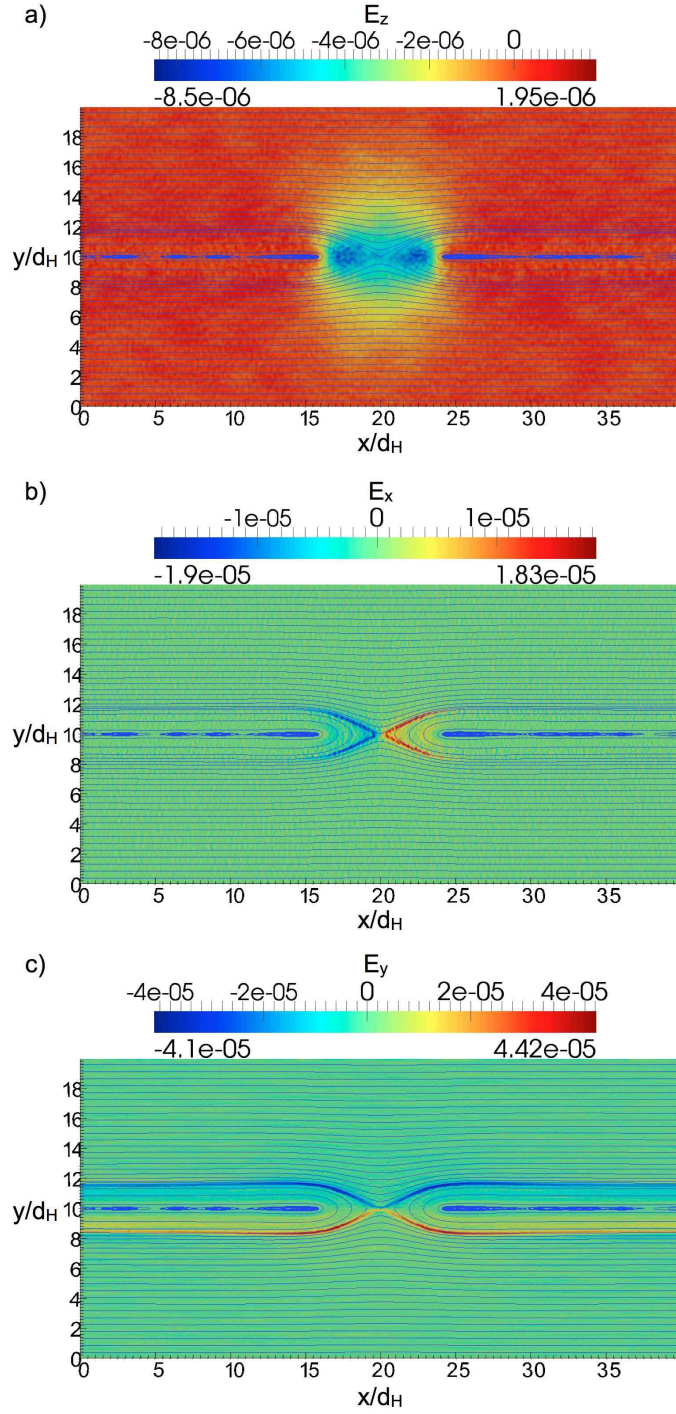 a)
E_z
-8e-06 -6e-06 -4e-06 -2e-06 0
-8.5e-06 1.95e-06
18
16
14
12
y/d_H 10
8
6
4
2
0
0 5 10 15 20 25 30 35
x/d_H
b)
E_x
-1e-05 0 1e-05
-1.9e-05 1.83e-05
18
16
14
12
y/d_H 10
8
6
4
2
0
0 5 10 15 20 25 30 35
x/d_H
c)
E_y
-4e-05 -2e-05 0 2e-05 4e-05
-4.1e-05 4.42e-05
18
16
14
12
y/d_H 10
8
6
4
2
0
0 5 10 15 20 25 30 35
x/d_H